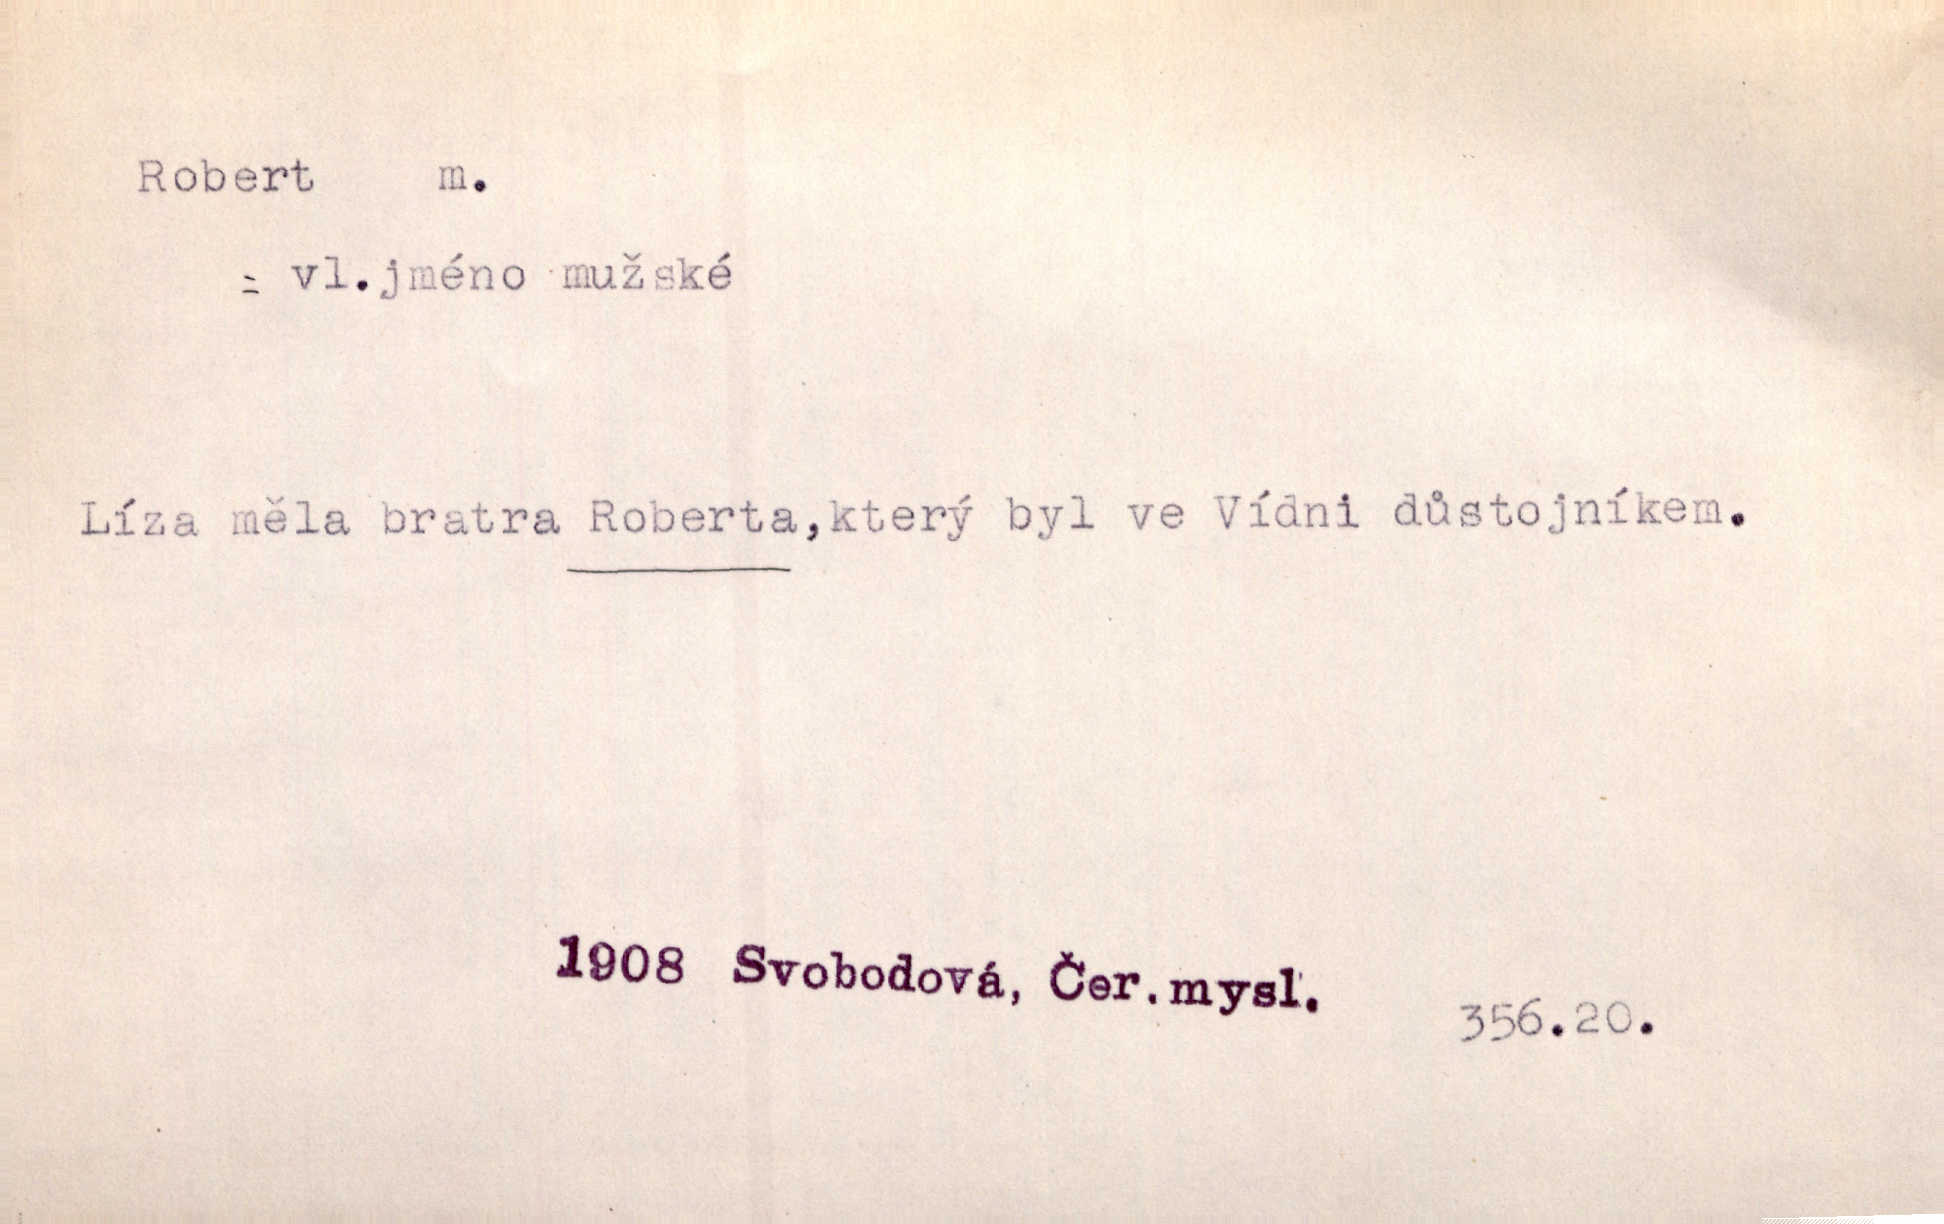 Robert m.
= vl.jméno mužské
Líza měla bratra Roberta,který byl ve Vídni důstojníkem.
1908 Svobodová, Čer.mysl.
356.20.